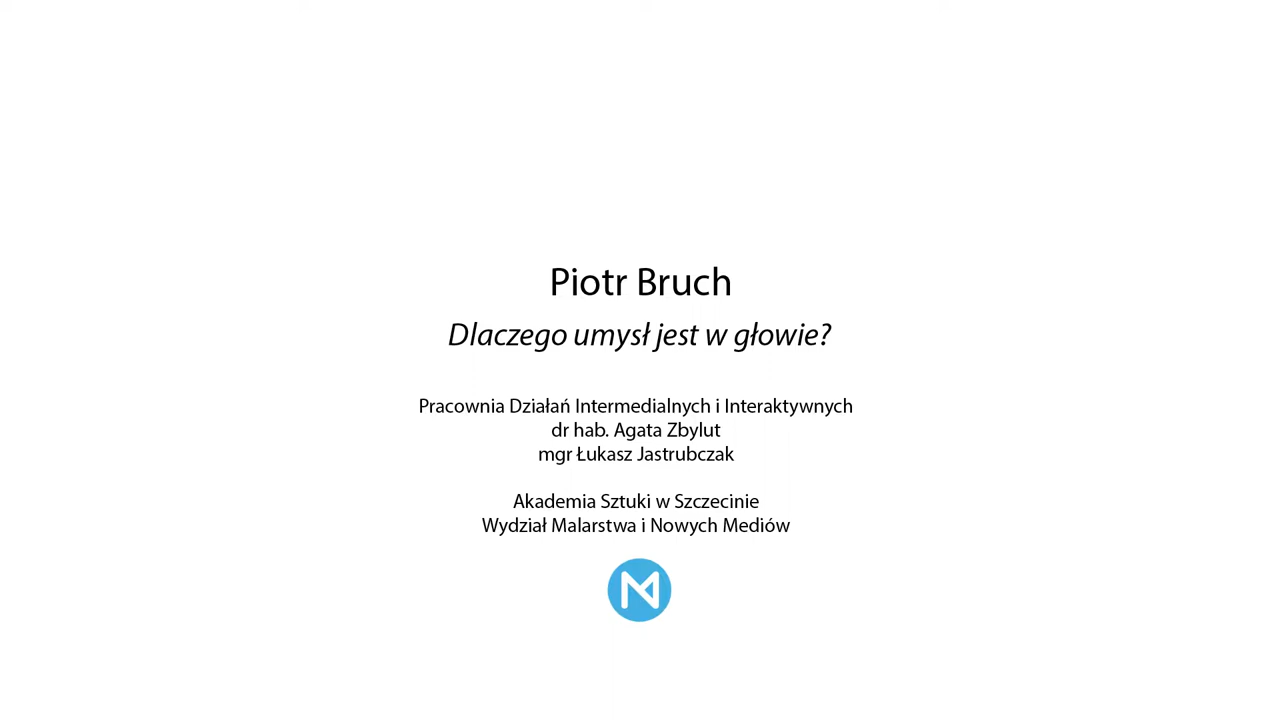 Piotr Bruch
Dlaczego umysł jest w głowie?
Pracownia Działań Intermedialnych i Interaktywnych
dr hab. Agata Zbylut
mgr Łukasz Jastrubczak
Akademia Sztuki w Szczecinie
Wydział Malarstwa i Nowych Mediów